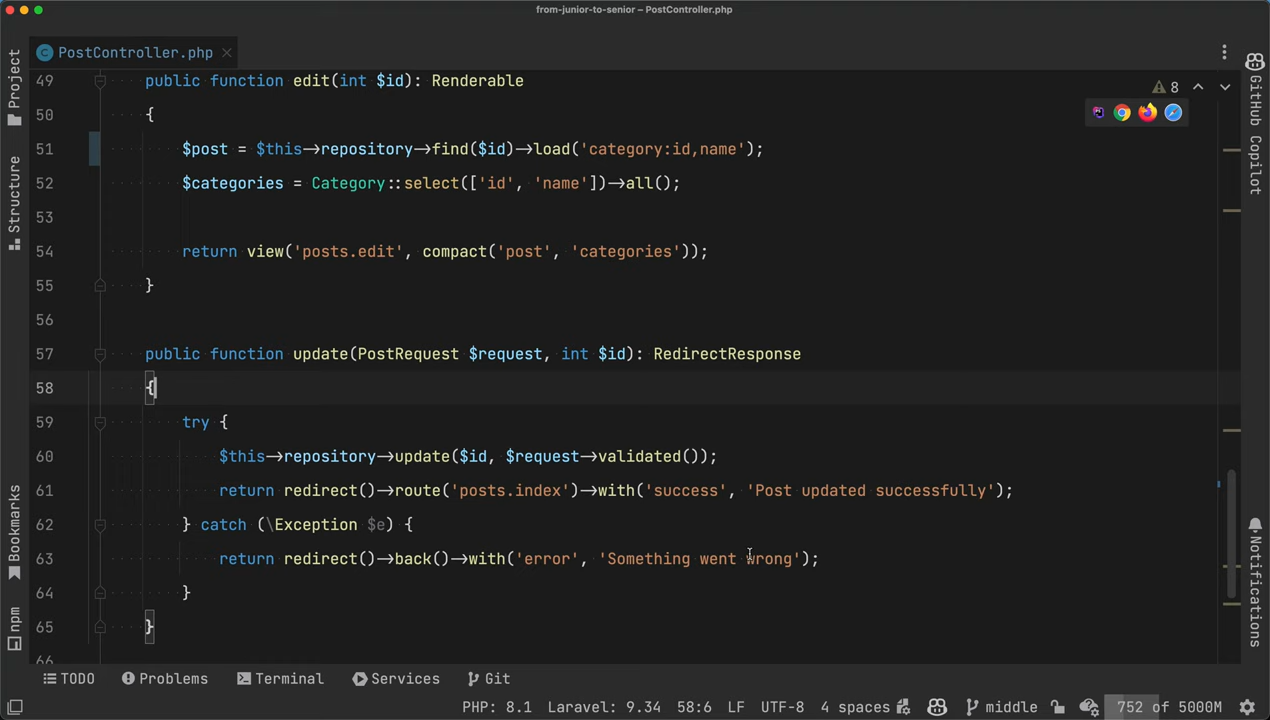 from-junior-to-senior – PostController.php
PostController.php
Project
Structure
Bookmarks
npm
49 public function edit(int $id): Renderable
50 {
51 $post = $this->repository->find($id)->load('category:id,name');
52 $categories = Category::select(['id', 'name'])->all();
53
54 return view('posts.edit', compact('post', 'categories'));
55 }
56
57 public function update(PostRequest $request, int $id): RedirectResponse
58 {
59 try {
60 $this->repository->update($id, $request->validated());
61 return redirect()->route('posts.index')->with('success', 'Post updated successfully');
62 } catch (\Exception $e) {
63 return redirect()->back()->with('error', 'Something went wrong');
64 }
65 }
66
8
GitHub Copilot
Notifications
TODO Problems Terminal Services Git
PHP: 8.1 Laravel: 9.34 58:6 LF UTF-8 4 spaces middle 752 of 5000M